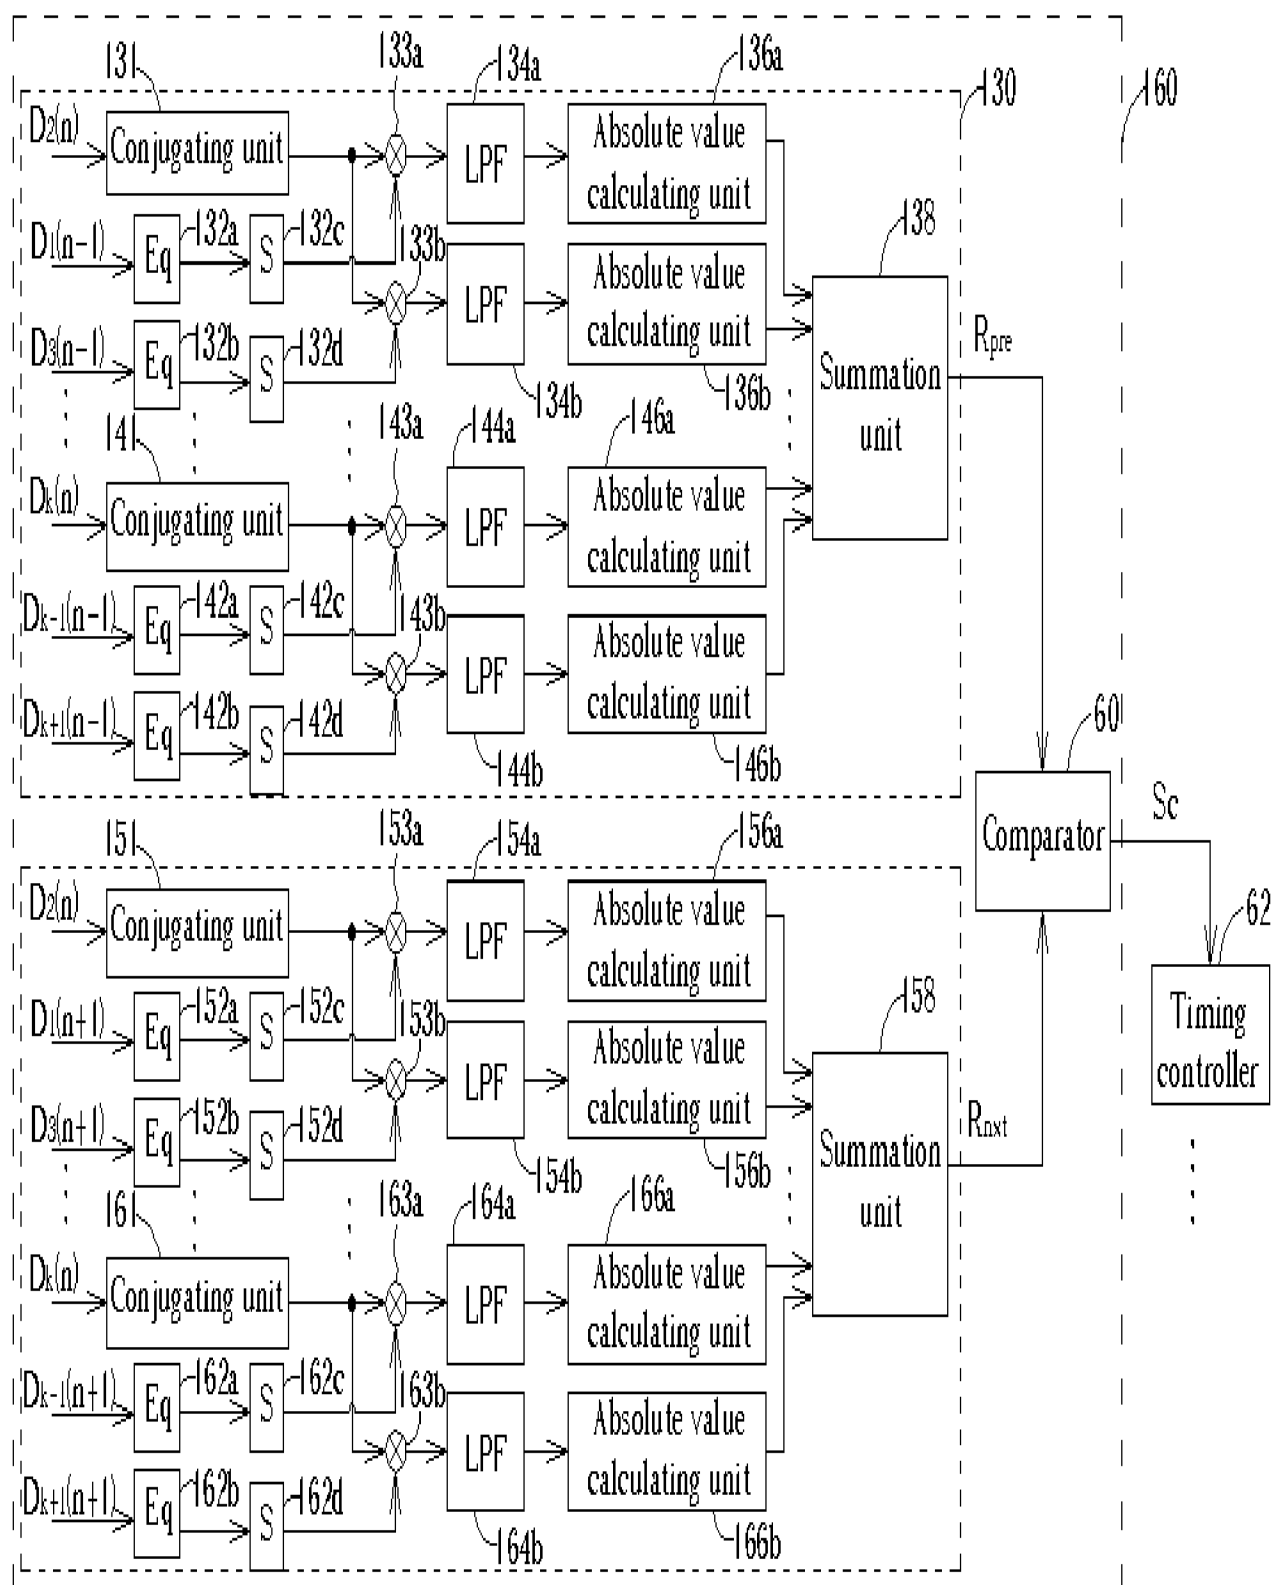 131
133a
134a
136a
130
160
D2(n)
Conjugating unit
LPF
Absolute value
calculating unit
D1(n-1)
Eq
132a
S
132c
133b
138
LPF
Absolute value
calculating unit
D3(n-1)
Eq
132b
S
132d
134b
136b
Summation
unit
Rpre
141
143a
144a
146a
Dk(n)
Conjugating unit
LPF
Absolute value
calculating unit
Dk-1(n-1)
Eq
142a
S
142c
143b
LPF
Absolute value
calculating unit
Dk+1(n-1)
Eq
142b
S
142d
144b
146b
60
Comparator
Sc
62
Timing
controller
151
153a
154a
156a
D2(n)
Conjugating unit
LPF
Absolute value
calculating unit
D1(n+1)
Eq
152a
S
152c
153b
158
LPF
Absolute value
calculating unit
D3(n+1)
Eq
152b
S
152d
154b
156b
Summation
unit
Rnxt
161
163a
164a
166a
Dk(n)
Conjugating unit
LPF
Absolute value
calculating unit
Dk-1(n+1)
Eq
162a
S
162c
163b
LPF
Absolute value
calculating unit
Dk+1(n+1)
Eq
162b
S
162d
164b
166b